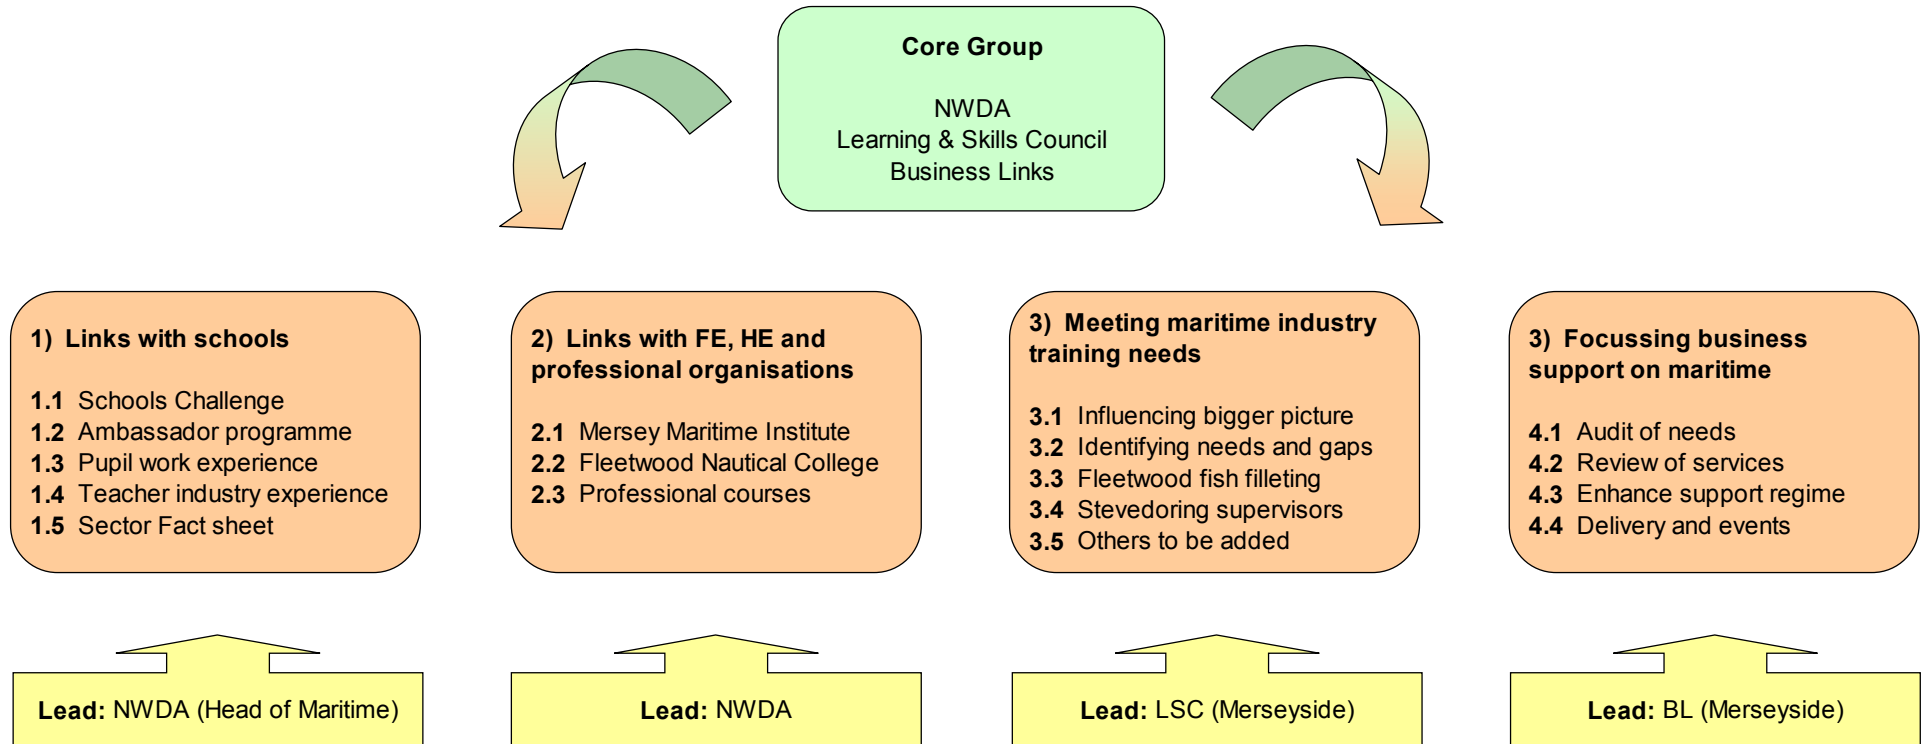 Core Group
NWDA
Learning & Skills Council
Business Links
1) Links with schools
1.1 Schools Challenge
1.2 Ambassador programme
1.3 Pupil work experience
1.4 Teacher industry experience
1.5 Sector Fact sheet
2) Links with FE, HE and
professional organisations
2.1 Mersey Maritime Institute
2.2 Fleetwood Nautical College
2.3 Professional courses
3) Meeting maritime industry
training needs
3.1 Influencing bigger picture
3.2 Identifying needs and gaps
3.3 Fleetwood fish filleting
3.4 Stevedoring supervisors
3.5 Others to be added
3) Focussing business
support on maritime
4.1 Audit of needs
4.2 Review of services
4.3 Enhance support regime
4.4 Delivery and events
Lead: NWDA (Head of Maritime)
Lead: NWDA
Lead: LSC (Merseyside)
Lead: BL (Merseyside)